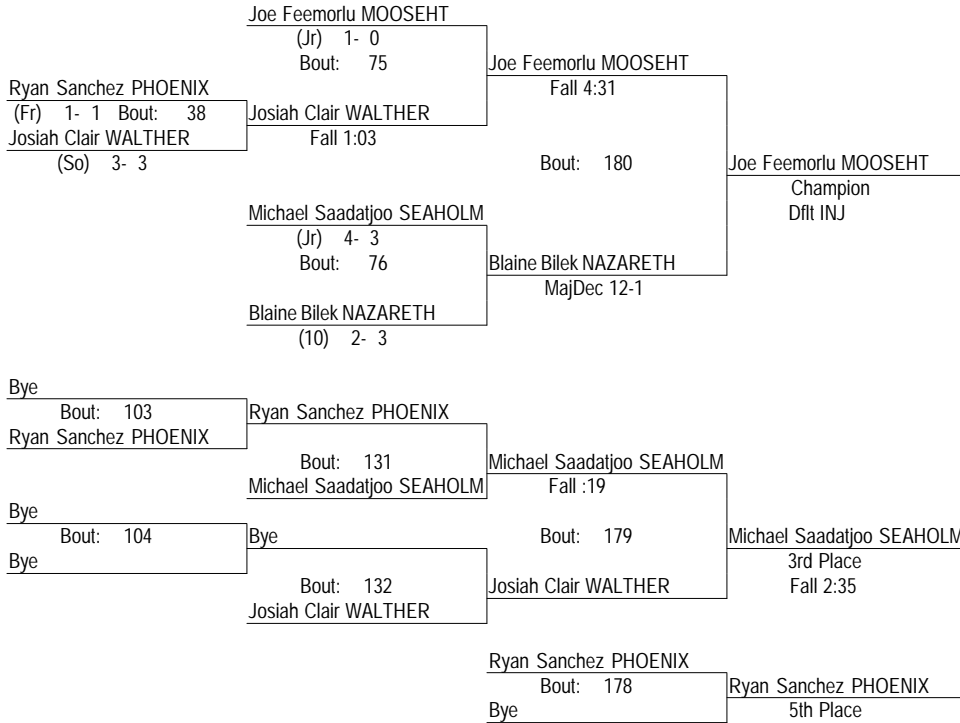 Joe Feemorlu MOOSEHT
(Jr) 1- 0
Bout: 75
Joe Feemorlu MOOSEHT
Ryan Sanchez PHOENIX
Fall 4:31
(Fr) 1- 1 Bout: 38
Josiah Clair WALTHER
Josiah Clair WALTHER
Fall 1:03
(So) 3- 3
Bout: 180
Joe Feemorlu MOOSEHT
Champion
Michael Saadatjoo SEAHOLM
Dflt INJ
(Jr) 4- 3
Bout: 76
Blaine Bilek NAZARETH
MajDec 12-1
Blaine Bilek NAZARETH
(10) 2- 3
Bye
Bout: 103
Ryan Sanchez PHOENIX
Ryan Sanchez PHOENIX
Bout: 131
Michael Saadatjoo SEAHOLM
Michael Saadatjoo SEAHOLM
Fall :19
Bye
Bout: 104
Bye
Bout: 179
Michael Saadatjoo SEAHOLM
Bye
3rd Place
Bout: 132
Josiah Clair WALTHER
Fall 2:35
Josiah Clair WALTHER
Ryan Sanchez PHOENIX
Bout: 178
Ryan Sanchez PHOENIX
Bye
5th Place